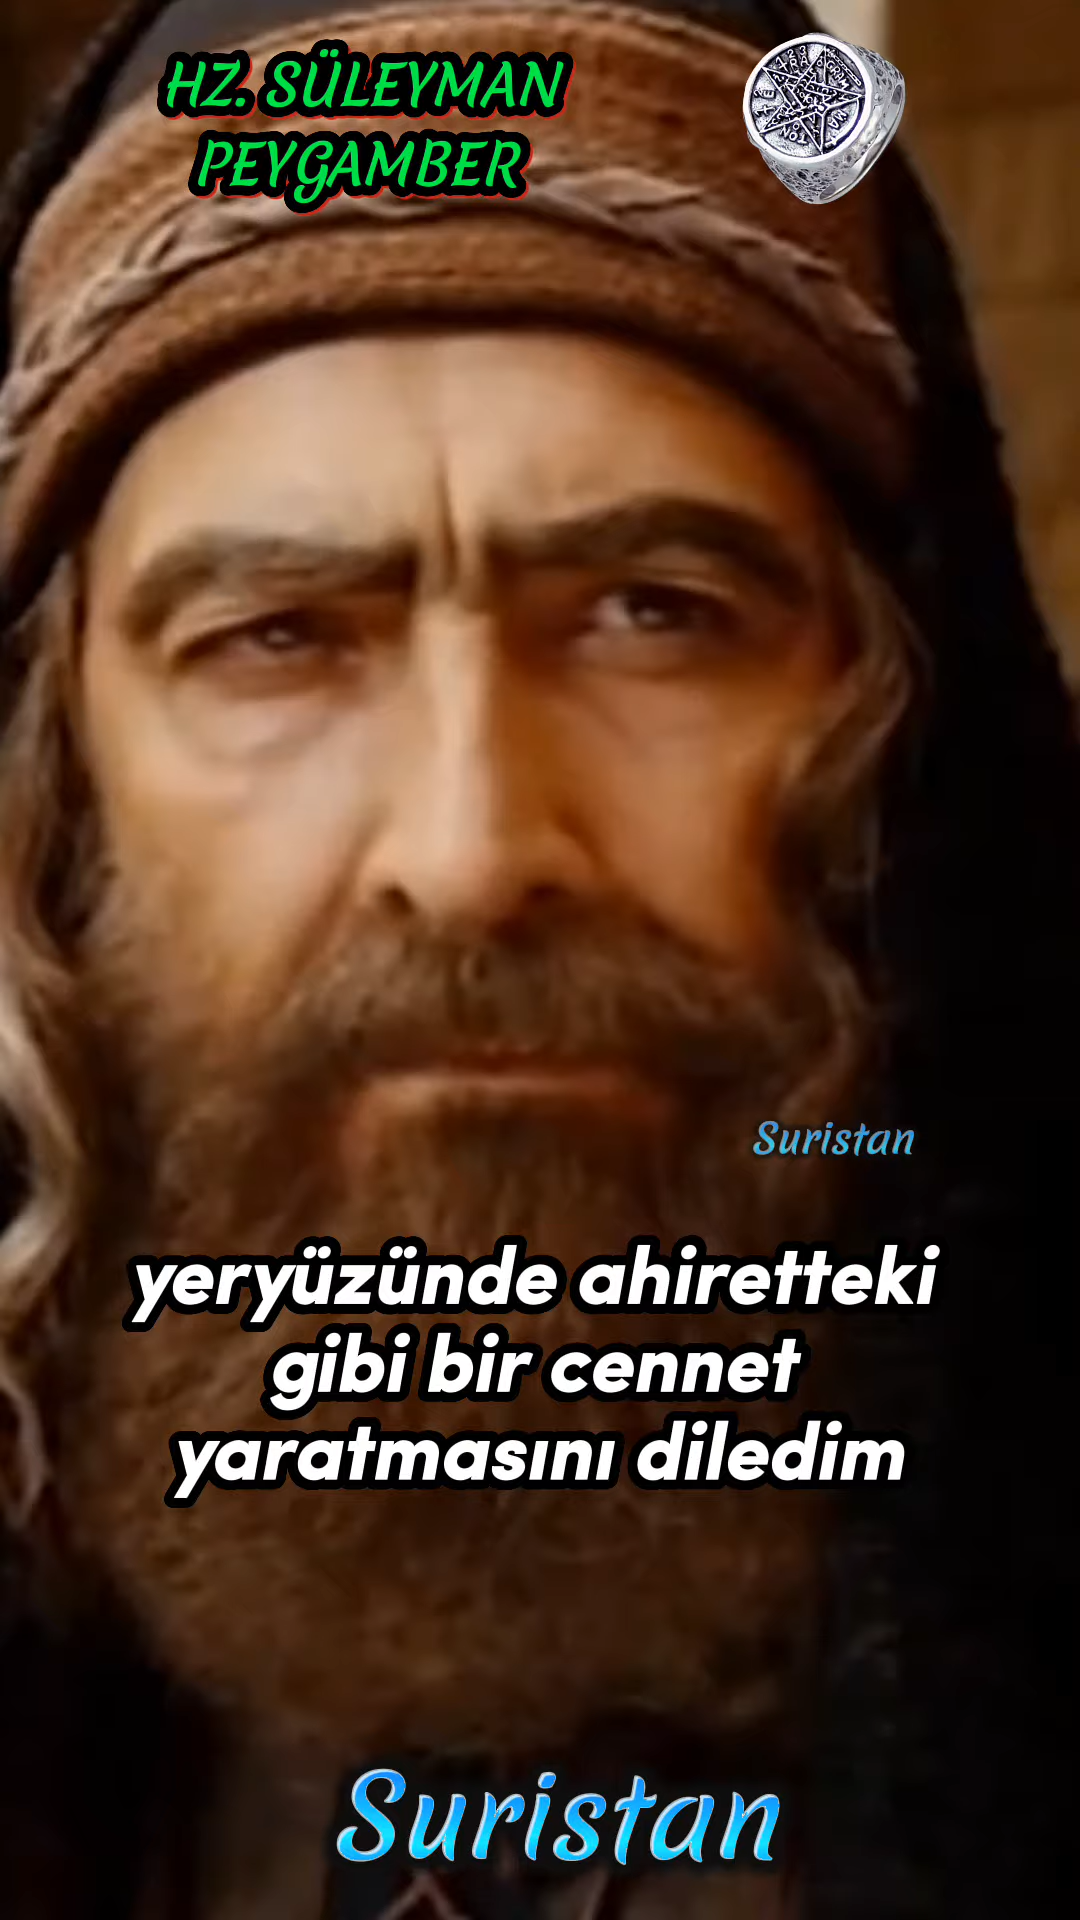 HZ. SÜLEYMAN
PEYGAMBER
Suristan
yeryüzünde ahiretteki
gibi bir cennet
yaratmasını diledim
Suristan